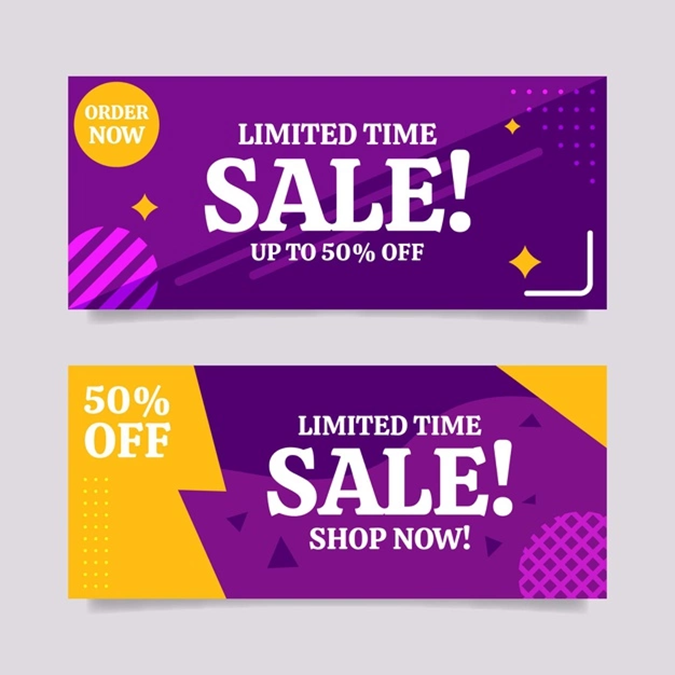 ORDER
NOW
LIMITED TIME
SALE!
UP TO 50% OFF
50%
OFF
LIMITED TIME
SALE!
SHOP NOW!